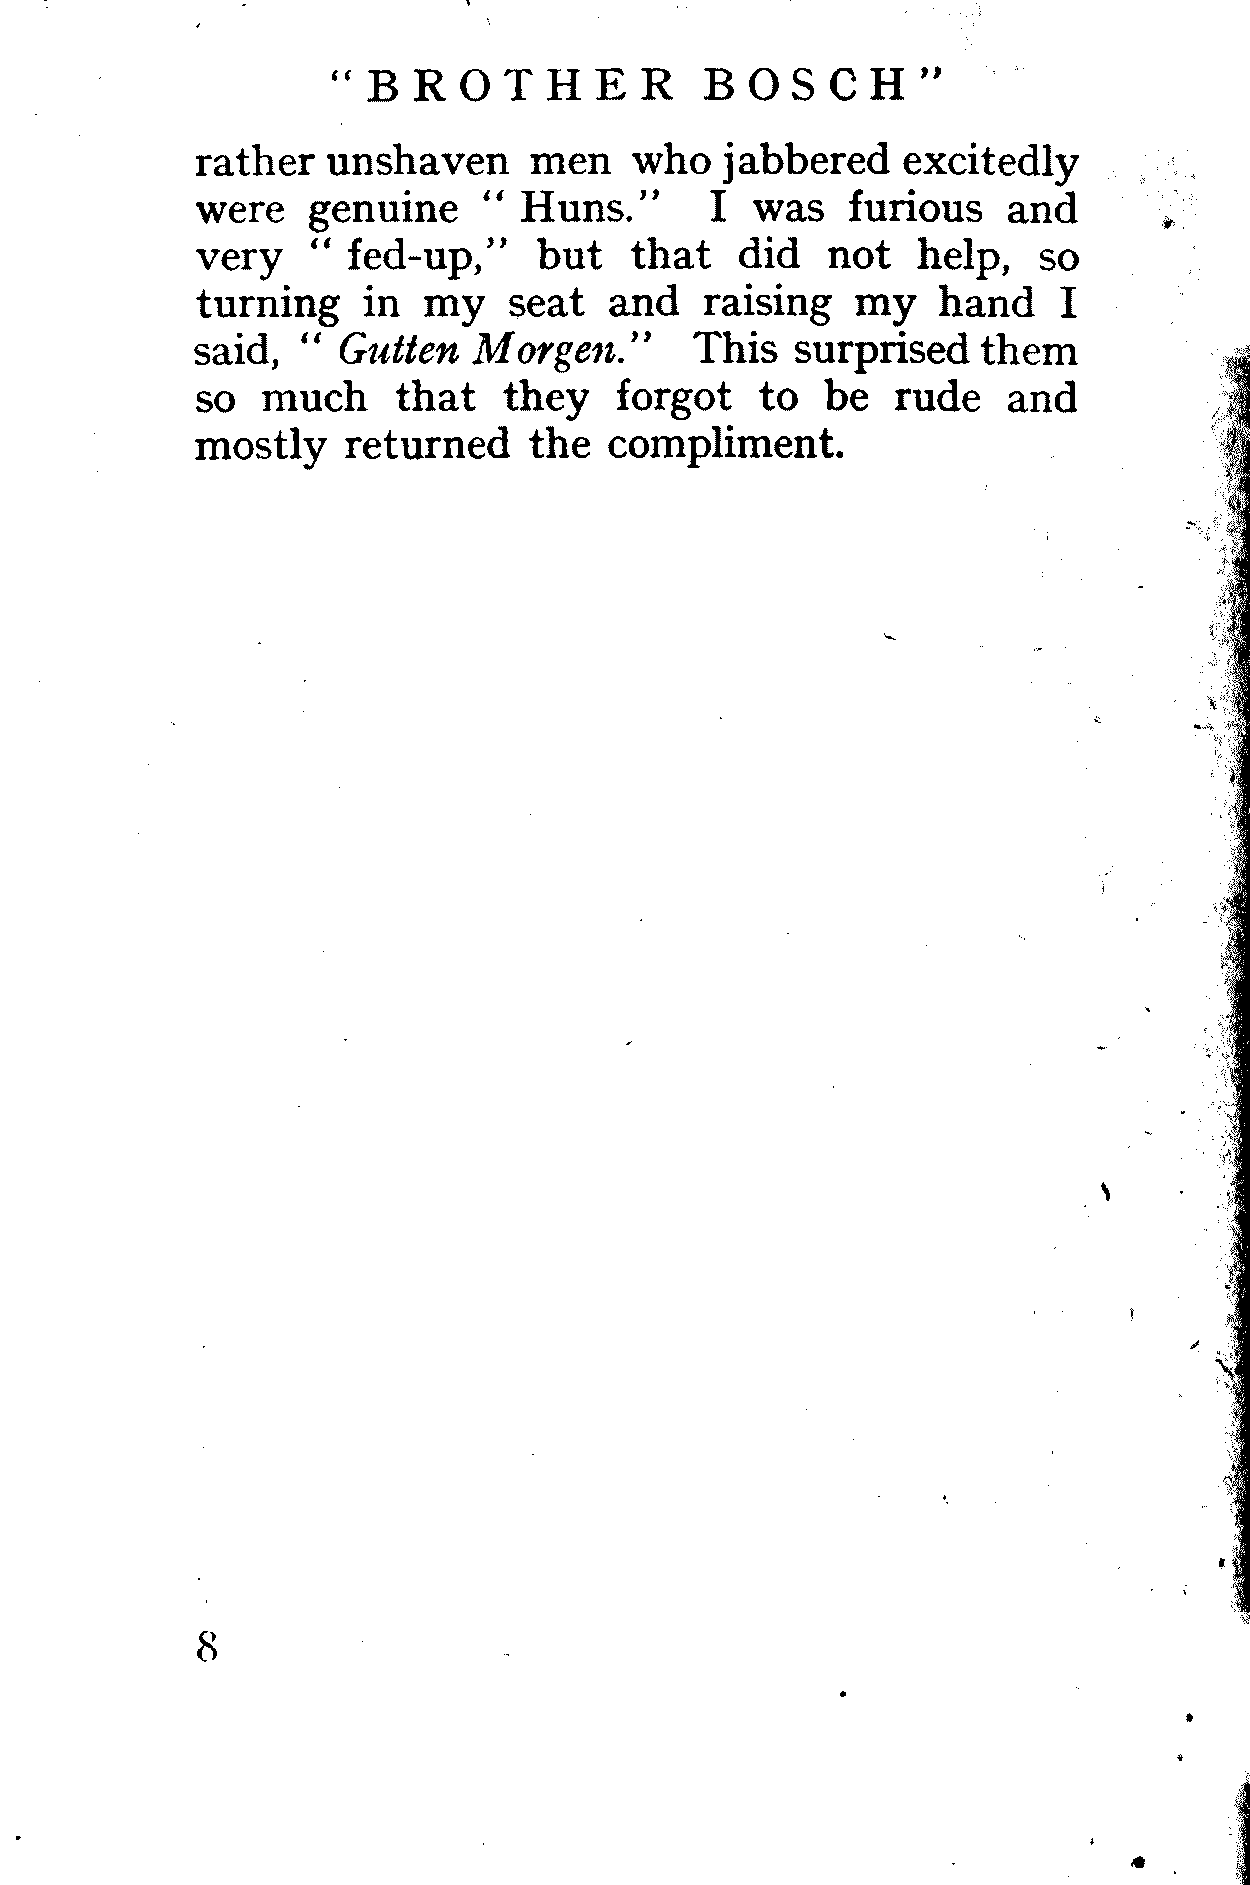 "BROTHER BOSCH"
rather unshaven men who jabbered excitedly
were genuine "Huns." I was furious and
very "fed-up," but that did not help, so
turning in my seat and raising my hand I
said, "Gutten Morgen." This surprised them
so much that they forgot to be rude and
mostly returned the compliment.
8